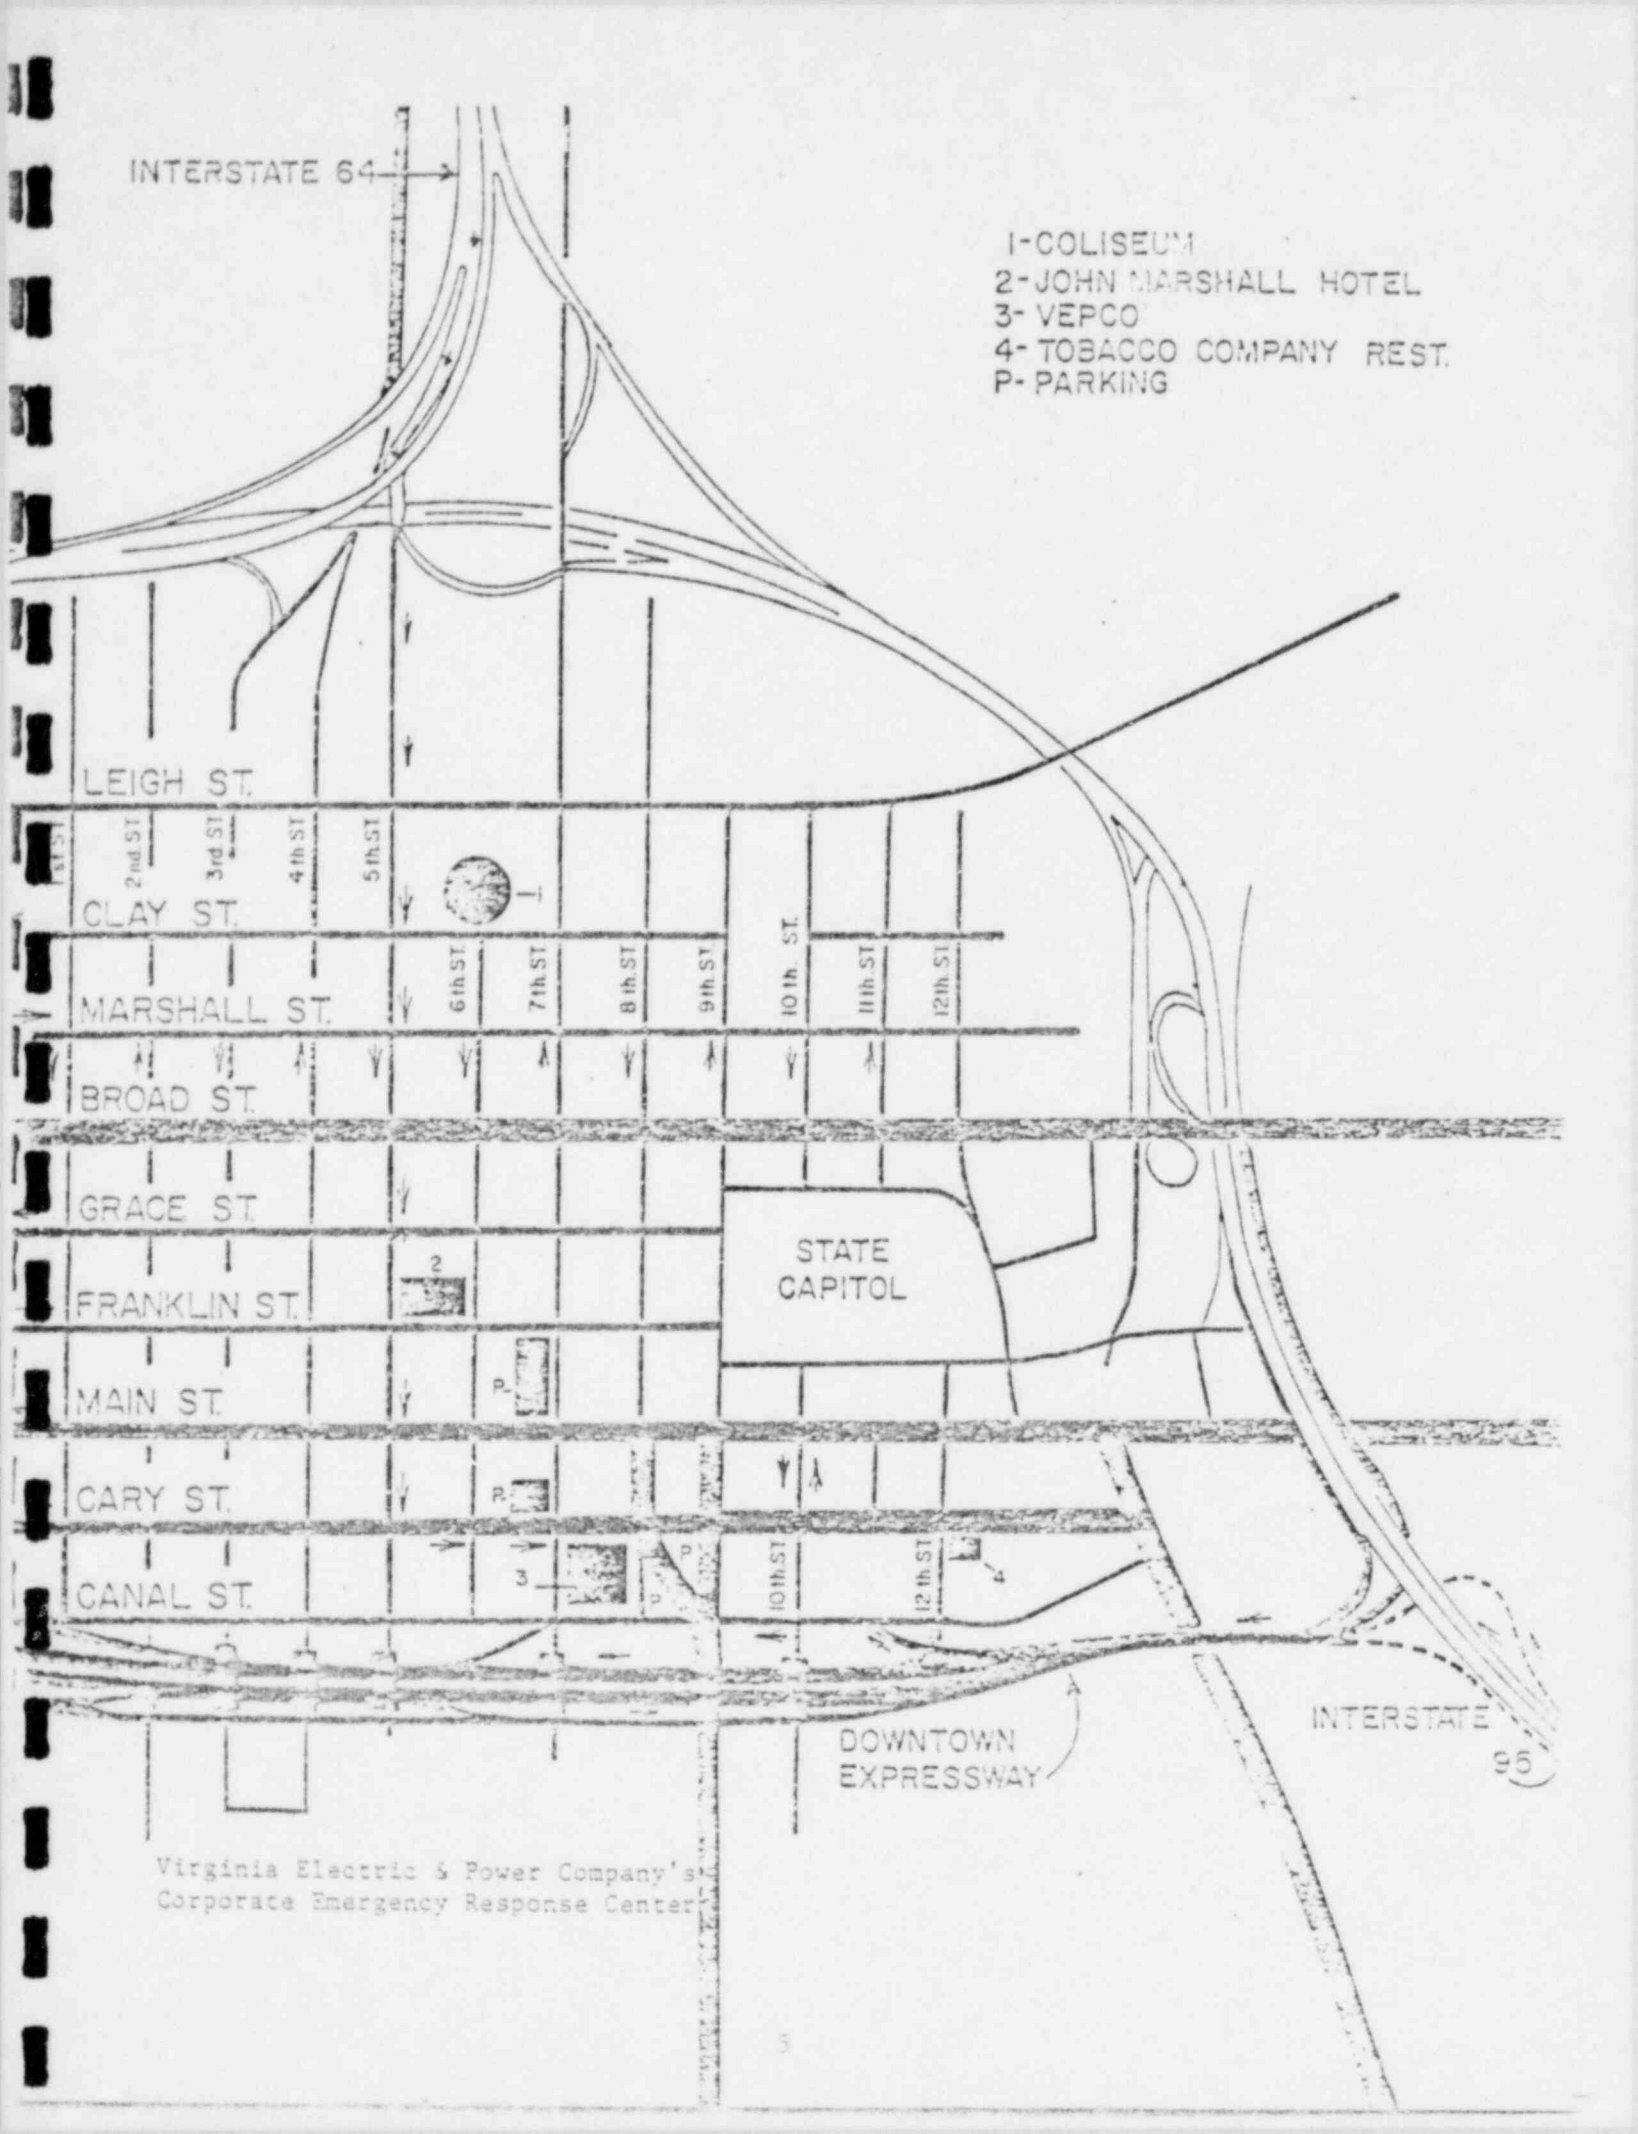 INTERSTATE 64
1-COLISEUM
2-JOHN MARSHALL HOTEL
3-VEPCO
4-TOBACCO COMPANY REST.
P-PARKING
LEIGH ST.
1st ST
2nd. ST
3rd. ST
4th ST
5th. ST
1
CLAY ST.
6th. ST.
7th. ST
8th. ST
9th. ST
10th. ST.
11th. ST
12th. ST
MARSHALL ST.
BROAD ST.
GRACE ST.
STATE
CAPITOL
2
FRANKLIN ST.
P
MAIN ST.
P
CARY ST.
P
3
P
10th. ST
12th. ST
4
CANAL ST.
DOWNTOWN
EXPRESSWAY
INTERSTATE
95
Virginia Electric & Power Company's
Corporate Emergency Response Center
5